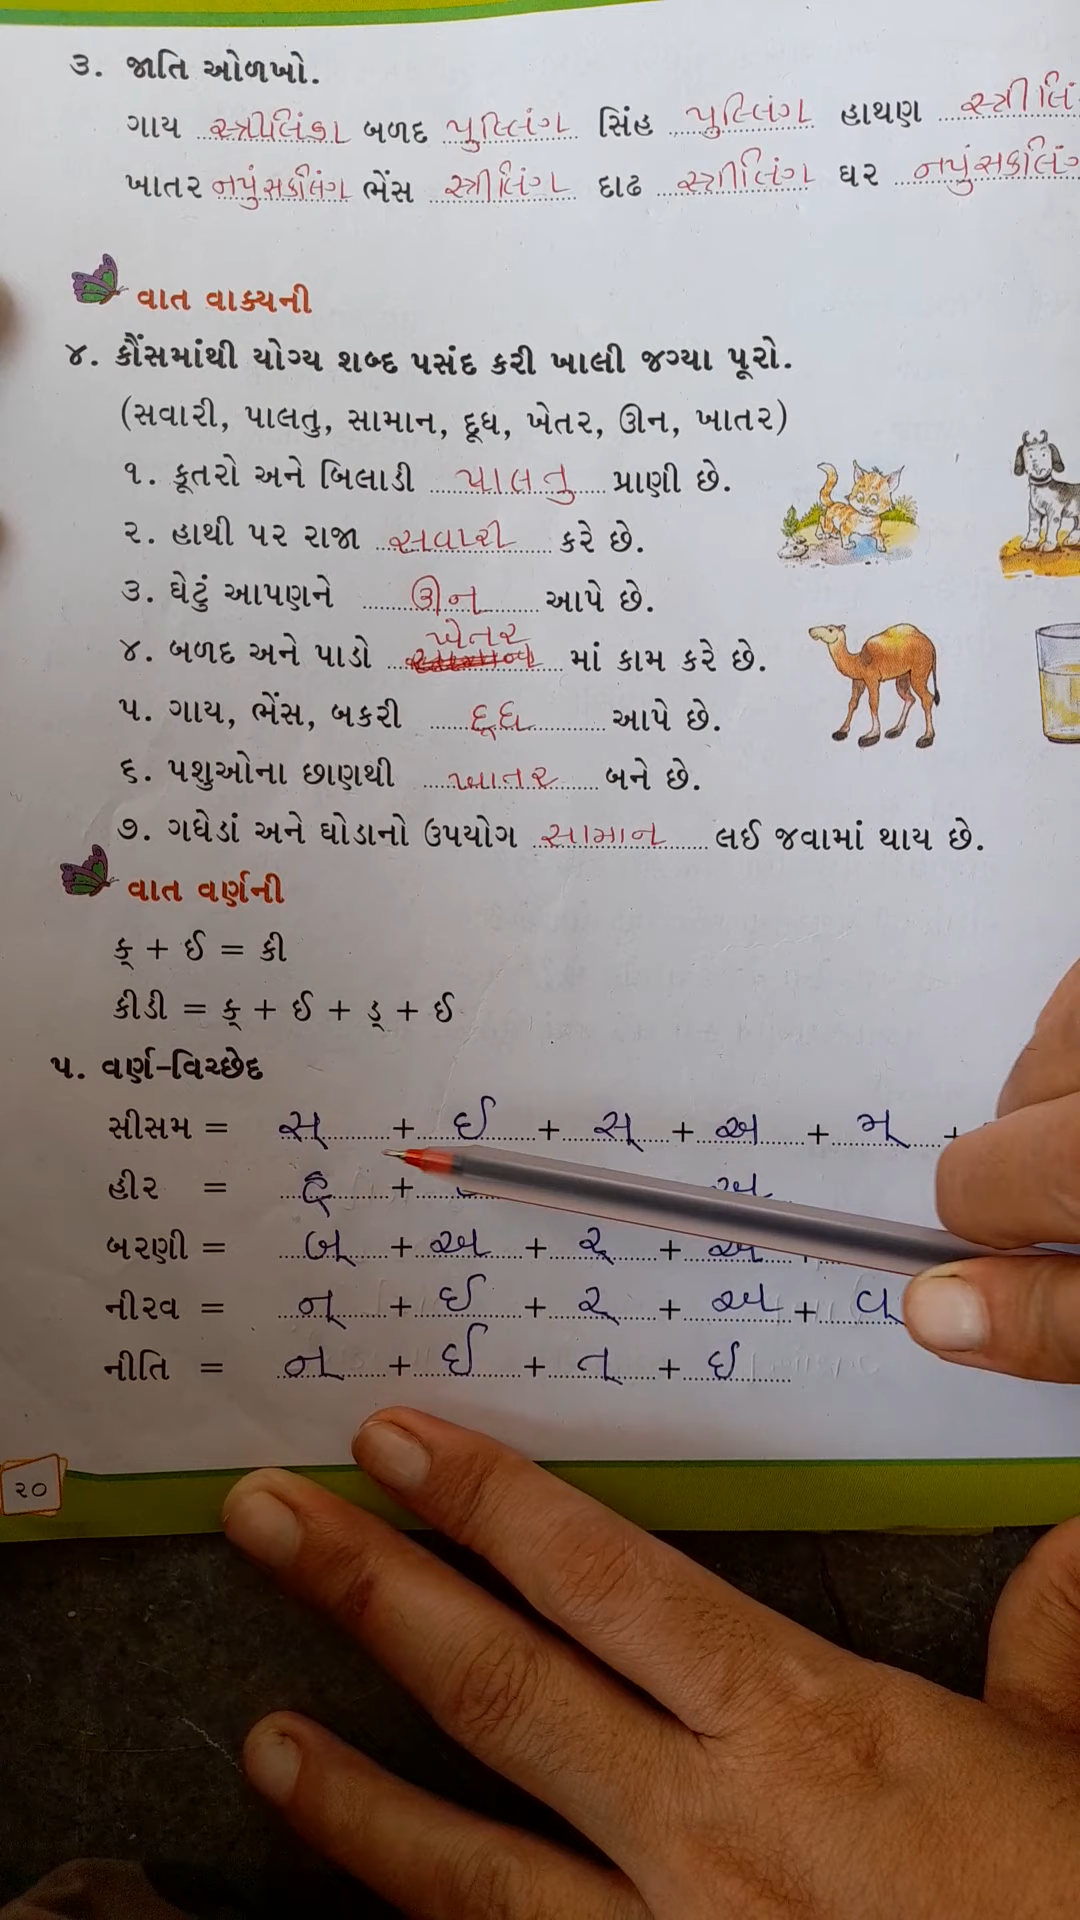 ૩. જાતિ ઓળખો.
ગાય સ્ત્રીલિંગ બળદ પુલ્લિંગ સિંહ પુલ્લિંગ હાથણ સ્ત્રીલિં
ખાતર નપુંસકલિંગ ભેંસ સ્ત્રીલિંગ દાઢ સ્ત્રીલિંગ ઘર નપુંસકલિંગ
વાત વાક્યની
૪. કૌંસમાંથી યોગ્ય શબ્દ પસંદ કરી ખાલી જગ્યા પૂરો.
(સવારી, પાલતુ, સામાન, દૂધ, ખેતર, ઊન, ખાતર)
૧. કૂતરો અને બિલાડી પાલતુ પ્રાણી છે.
૨. હાથી પર રાજા સવારી કરે છે.
૩. ઘેટું આપણને ઊન આપે છે.
૪. બળદ અને પાડો ખેતર માં કામ કરે છે.
૫. ગાય, ભેંસ, બકરી દૂધ આપે છે.
૬. પશુઓના છાણથી ખાતર બને છે.
૭. ગધેડાં અને ઘોડાનો ઉપયોગ સામાન લઈ જવામાં થાય છે.
વાત વર્ણની
ક્ + ઈ = કી
કીડી = ક્ + ઈ + ડ્ + ઈ
૫. વર્ણ-વિચ્છેદ
સીસમ = સ્ + ઈ + સ્ + અ + મ્ +
હીર = હ્ +
બરણી = બ્ + અ + ર્ + અ
નીરવ = ન્ + ઈ + ર્ + અ + વ્
નીતિ = ન્ + ઈ + ત્ + ઇ
૨૦